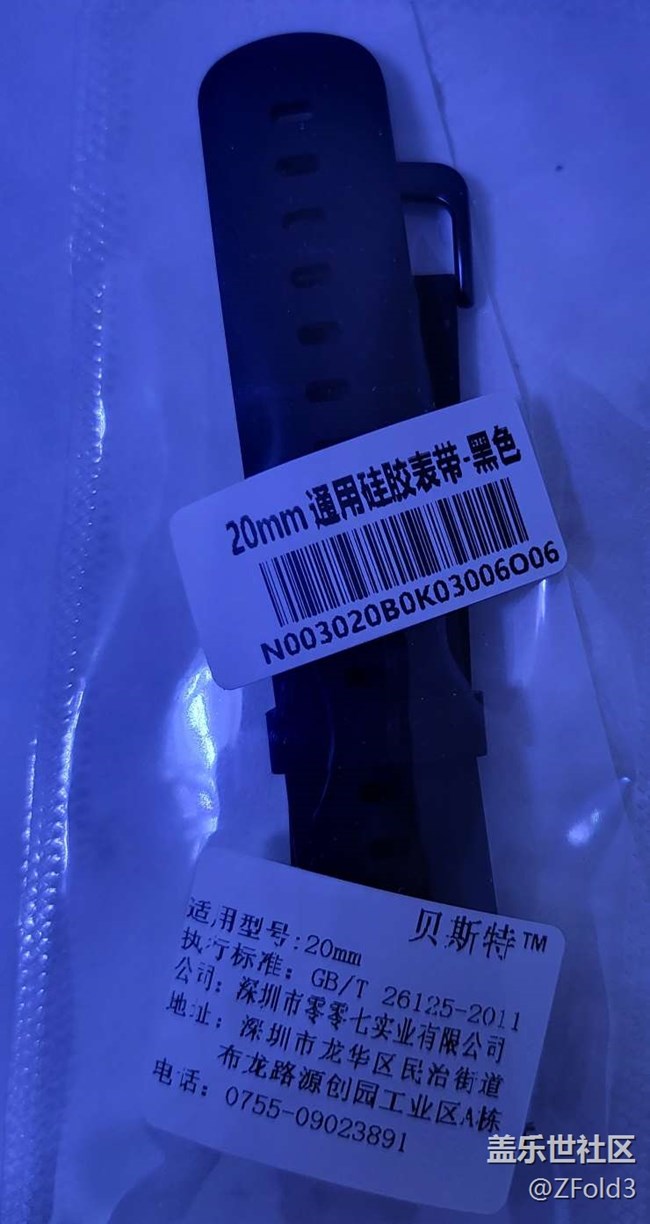 20mm 通用硅胶表带-黑色
N003020B0K03006O06
贝斯特™
适用型号:20mm
执行标准：GB/T 26125-2011
公司：深圳市零零七实业有限公司
地址：深圳市龙华区民治街道
布龙路源创园工业区A栋
电话：0755-09023891
盖乐世社区
@ZFold3